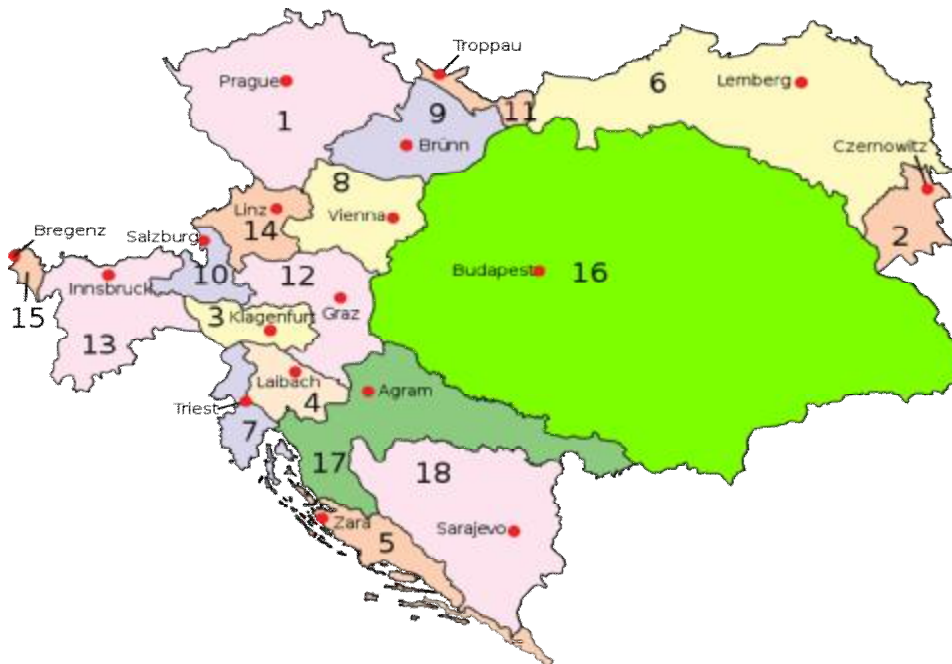 Troppau
Prague
6
Lemberg
1
9
11
Brünn
Czernowitz
8
Linz
Vienna
14
2
Bregenz
Salzburg
10
12
Budapest
16
Innsbruck
15
3
Klagenfurt
Graz
13
Laibach
4
Agram
Triest
7
17
18
Zara
5
Sarajevo